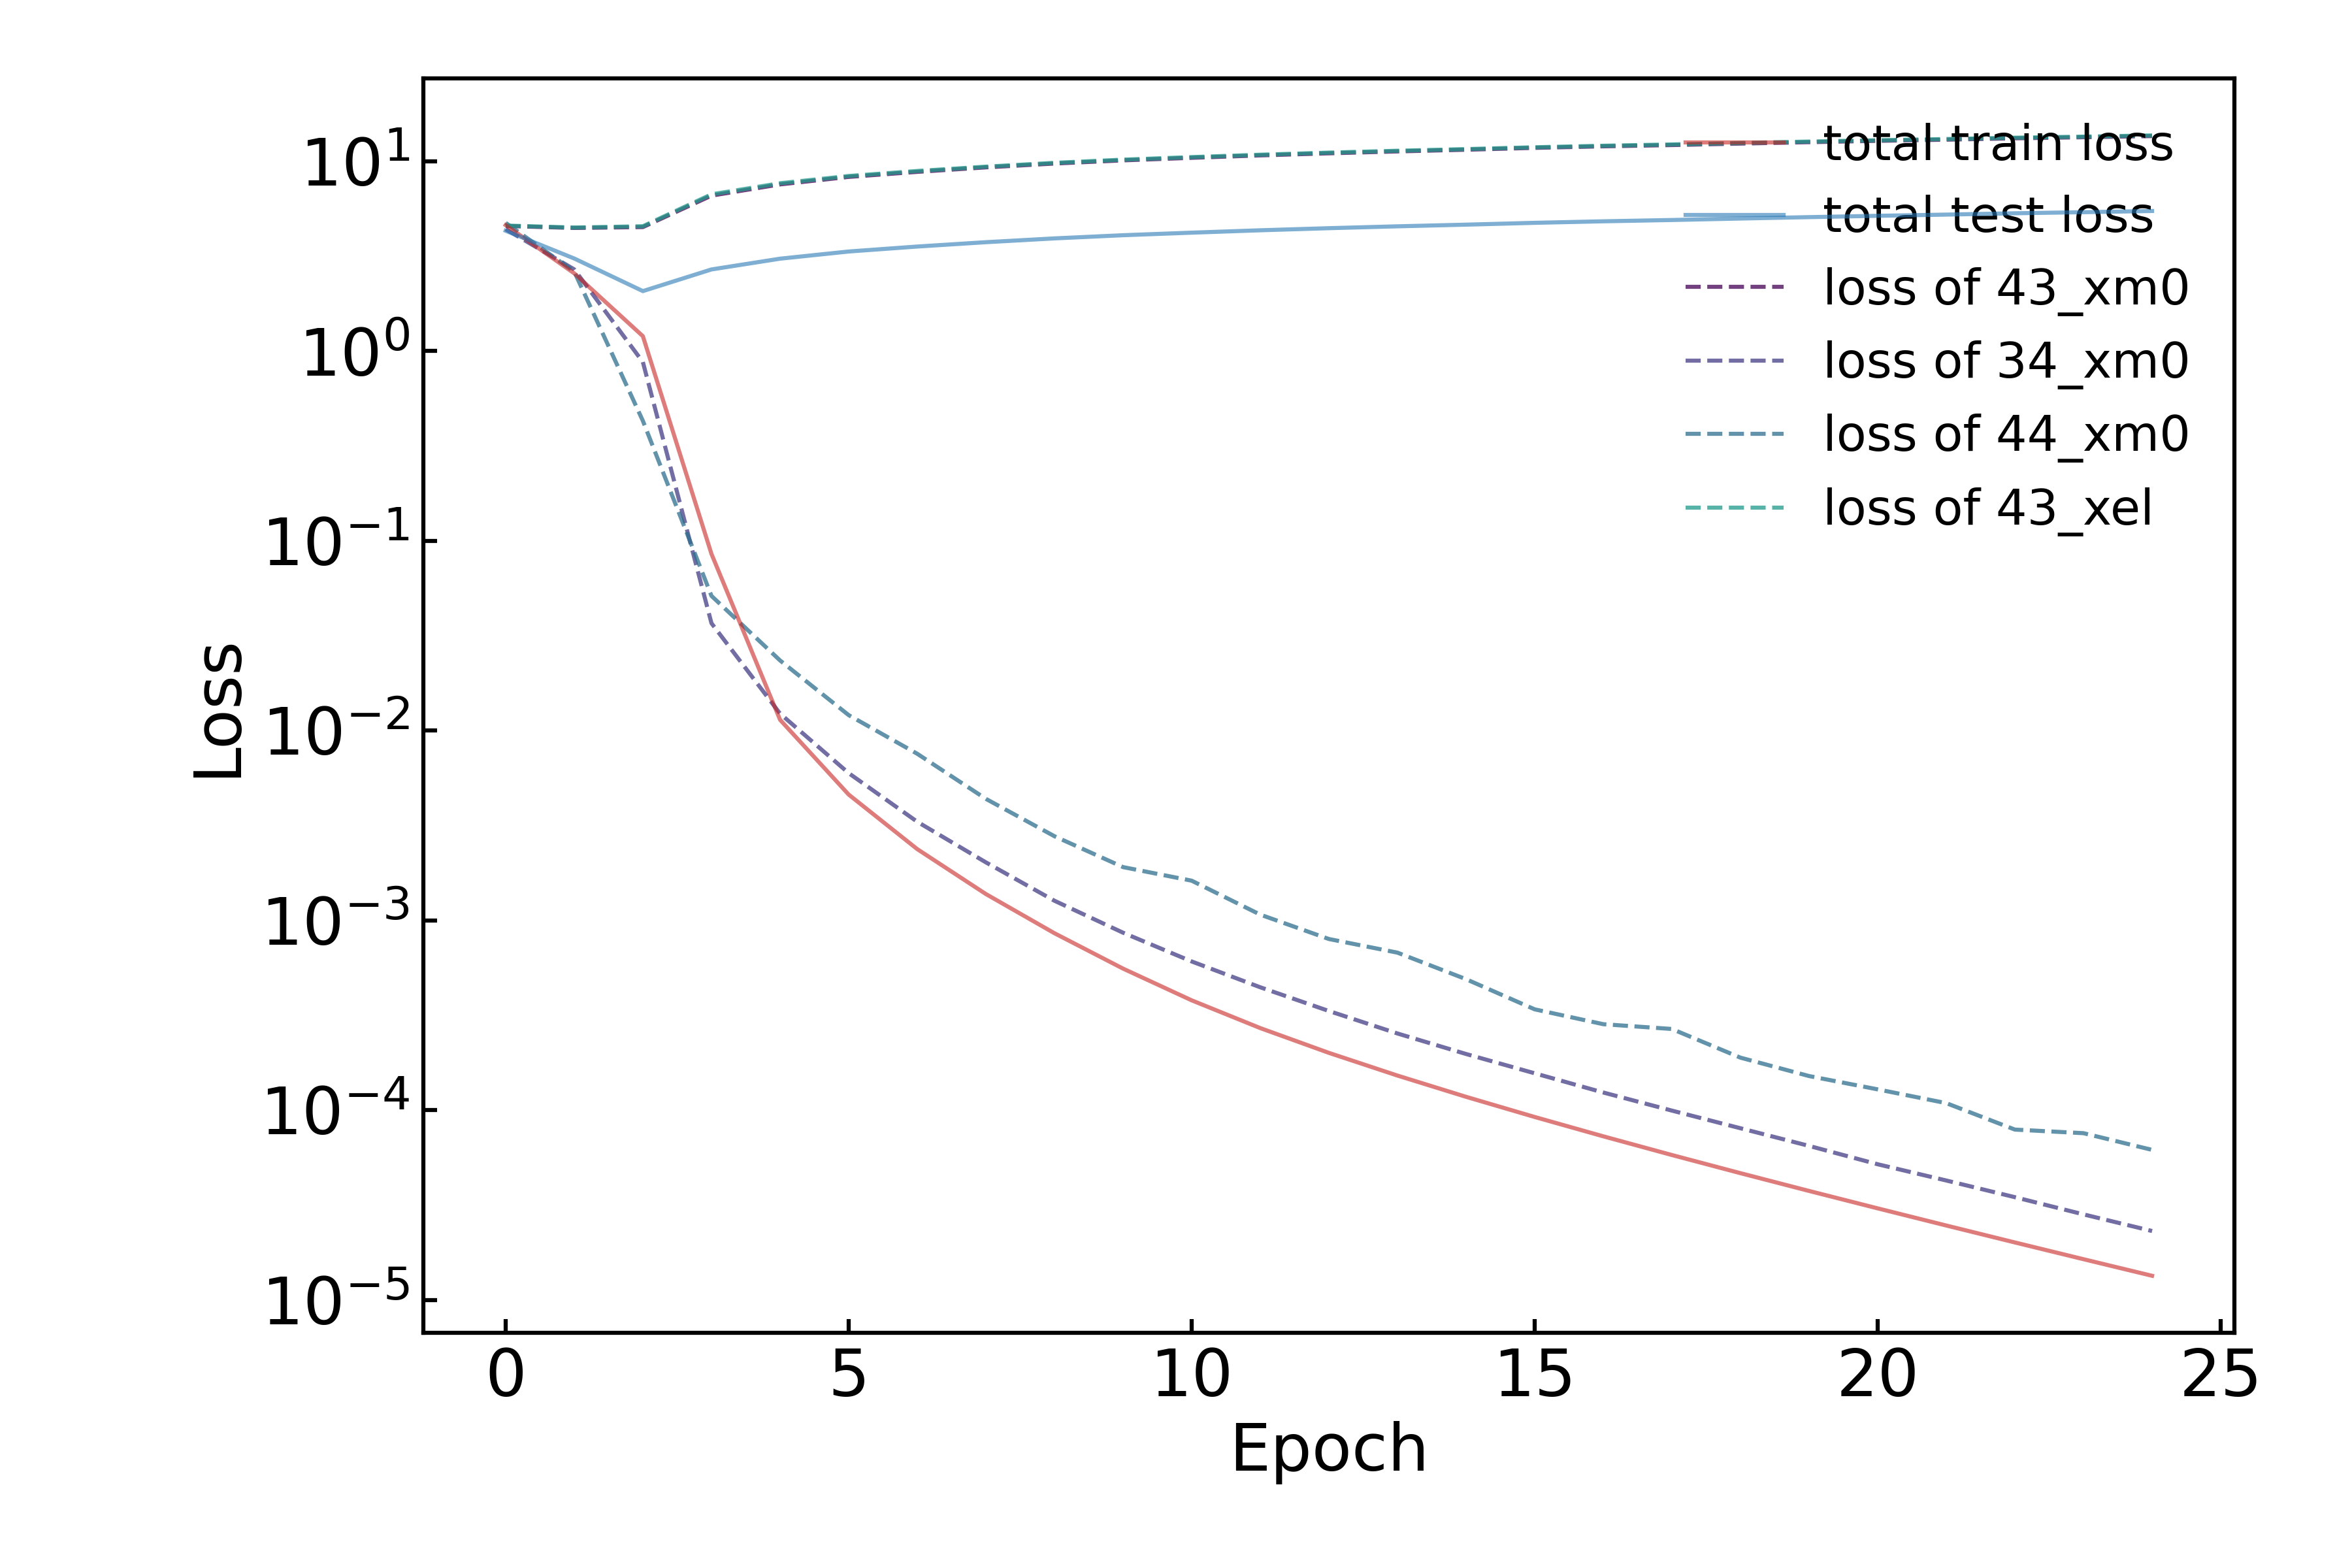 10^1
10^0
10^−1
10^−2
10^−3
10^−4
10^−5
Loss
0 5 10 15 20 25
Epoch
total train loss
total test loss
loss of 43_xm0
loss of 34_xm0
loss of 44_xm0
loss of 43_xel